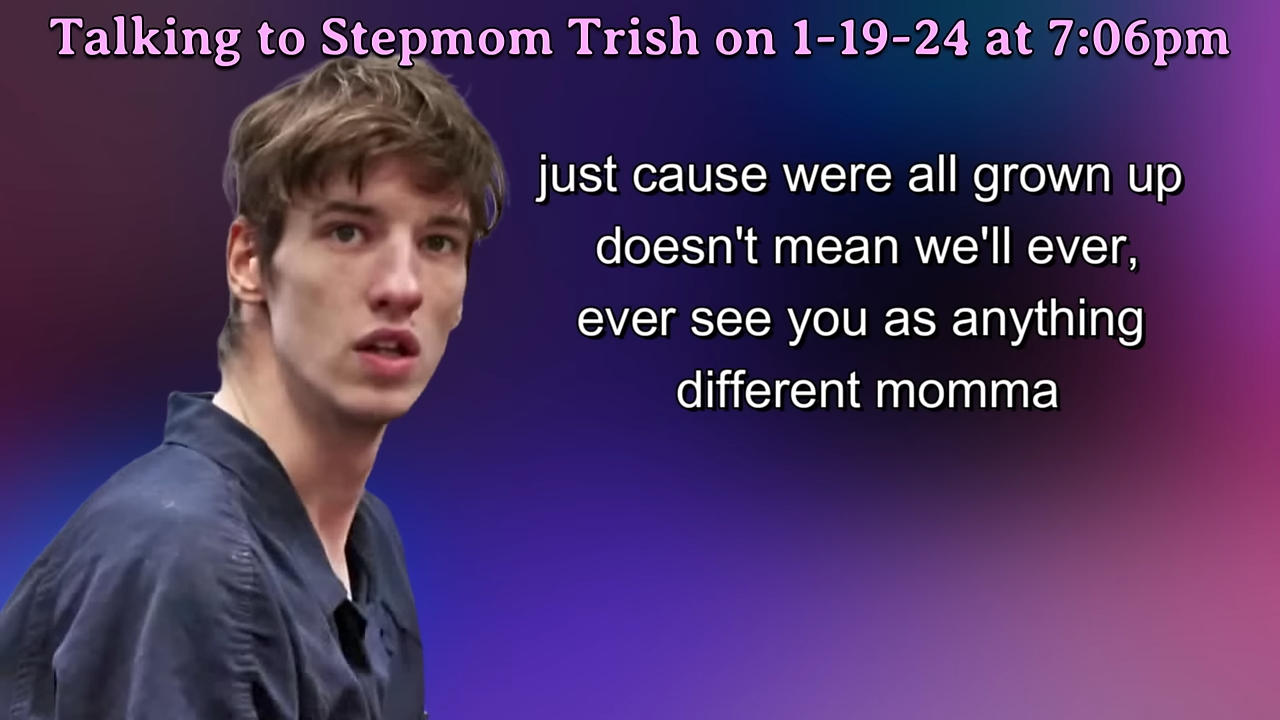 Talking to Stepmom Trish on 1-19-24 at 7:06pm
just cause were all grown up
doesn't mean we'll ever,
ever see you as anything
different momma